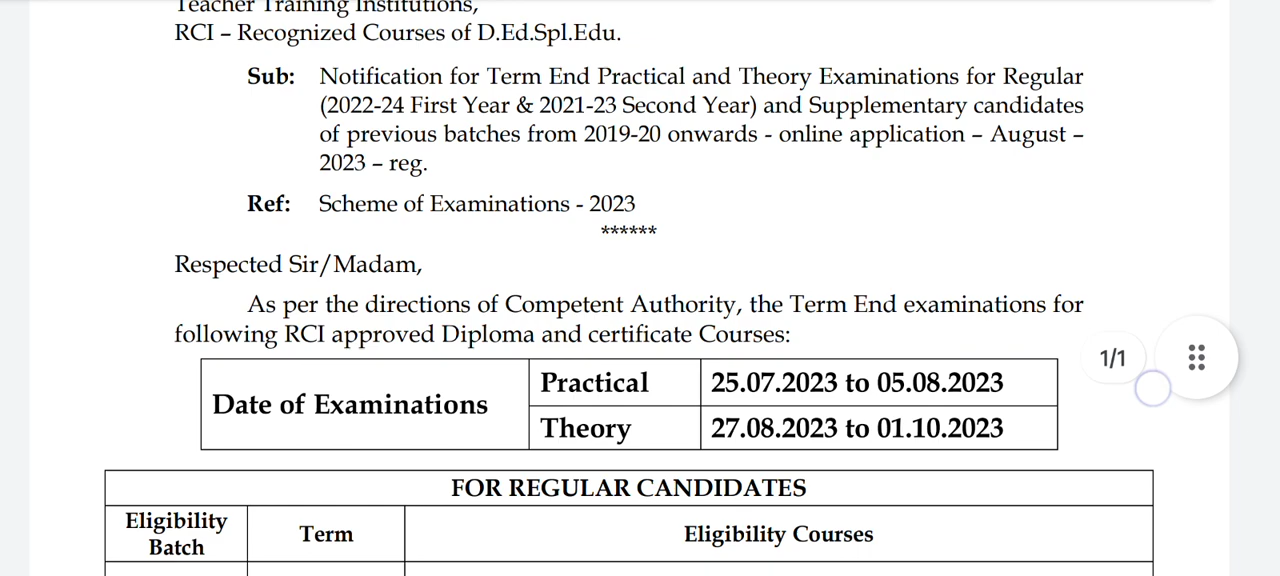 Teacher Training Institutions,
RCI – Recognized Courses of D.Ed.Spl.Edu.
Sub: Notification for Term End Practical and Theory Examinations for Regular
(2022-24 First Year & 2021-23 Second Year) and Supplementary candidates
of previous batches from 2019-20 onwards - online application – August –
2023 – reg.
Ref: Scheme of Examinations - 2023
******
Respected Sir/Madam,
As per the directions of Competent Authority, the Term End examinations for
following RCI approved Diploma and certificate Courses:
1/1
Date of Examinations
Practical 25.07.2023 to 05.08.2023
Theory 27.08.2023 to 01.10.2023
FOR REGULAR CANDIDATES
Eligibility Batch
Term
Eligibility Courses